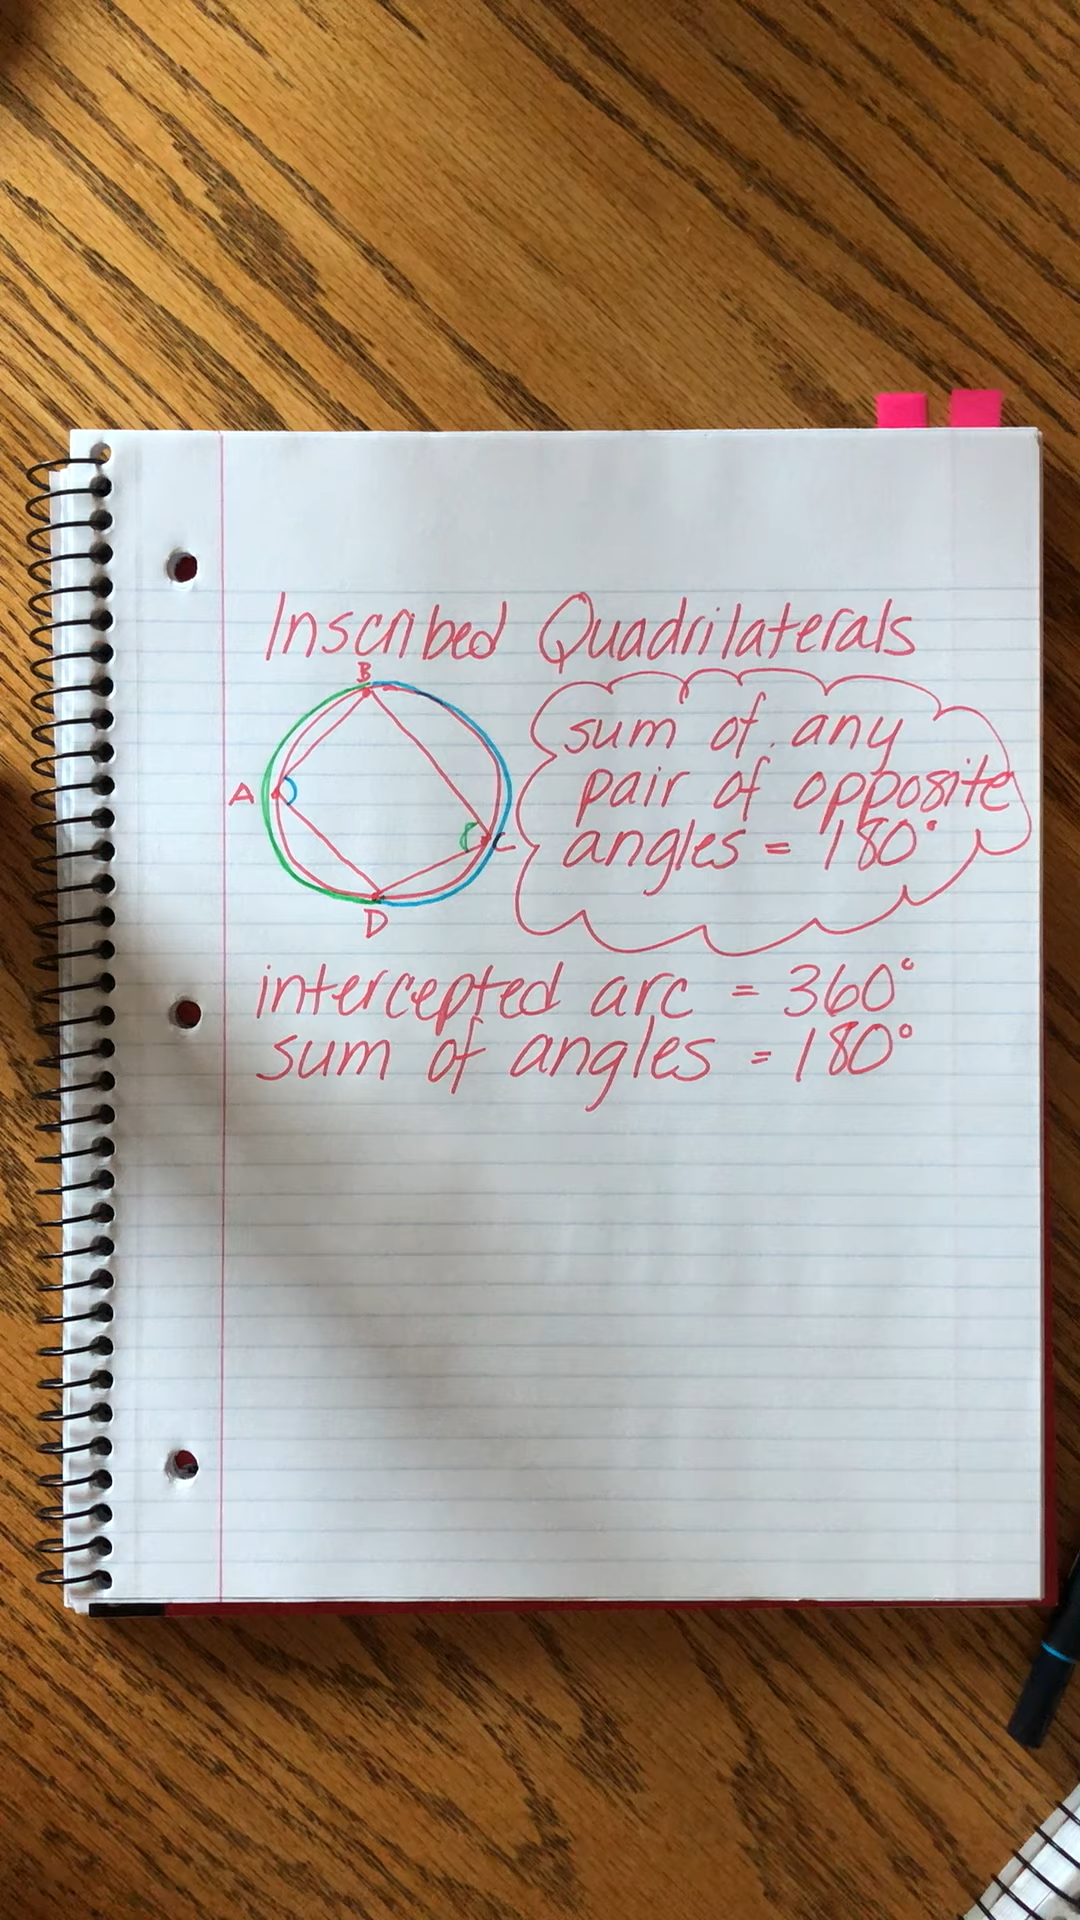 Inscribed Quadrilaterals
B
A
C
D
sum of any
pair of opposite
angles = 180°
intercepted arc = 360°
sum of angles = 180°